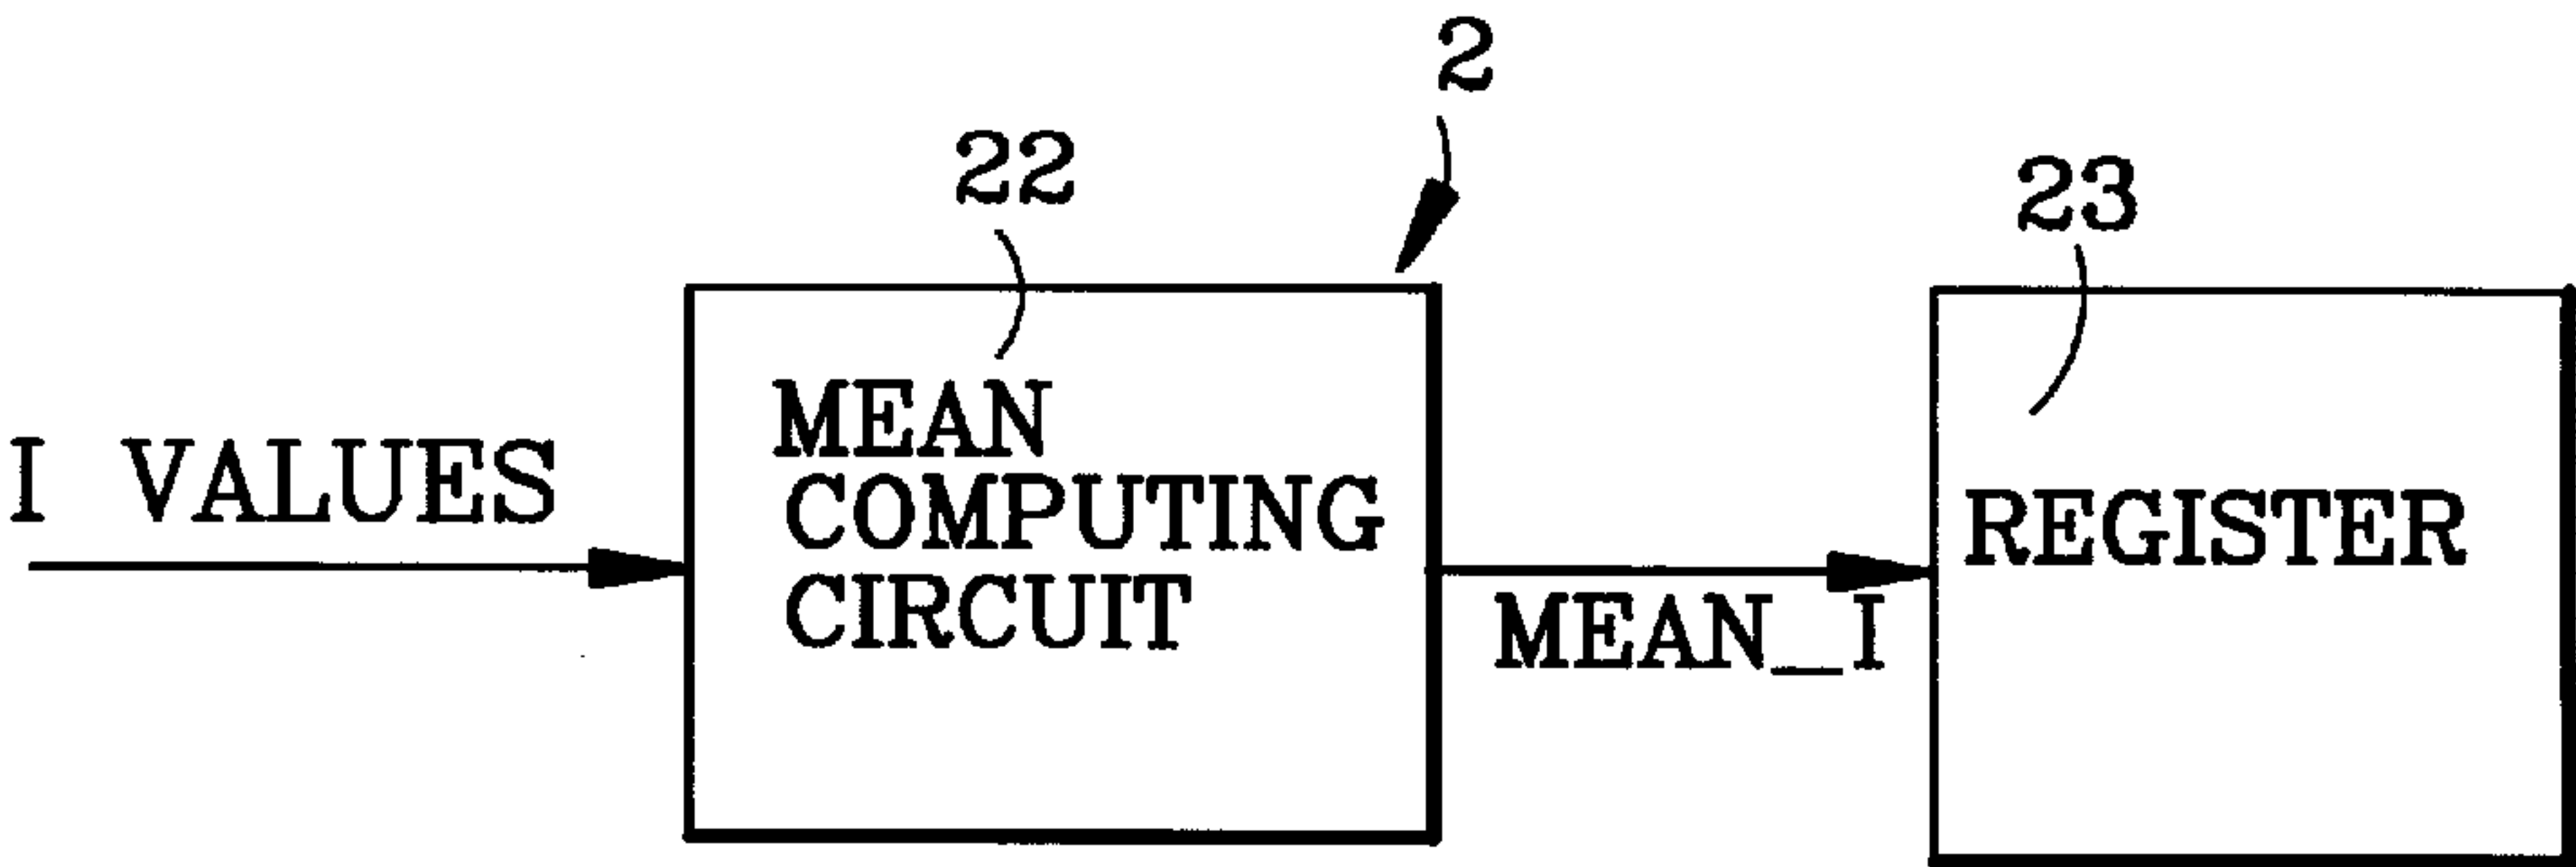 2
22
23
I VALUES
MEAN
COMPUTING
CIRCUIT
MEAN_I
REGISTER